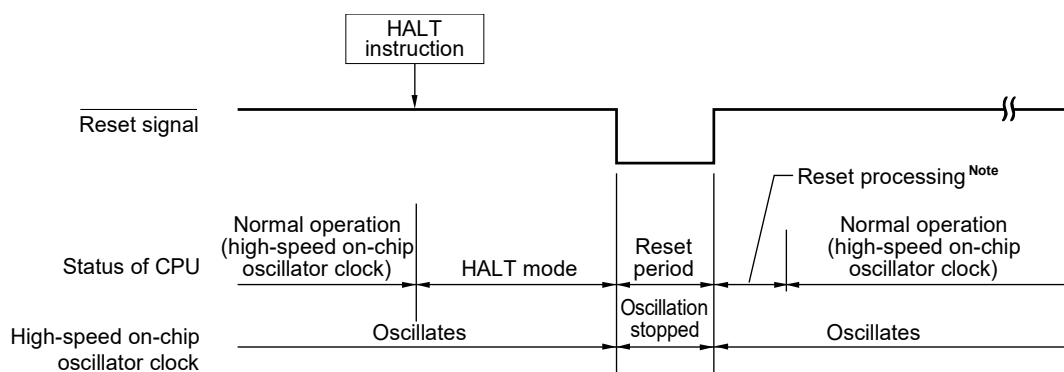 HALT
instruction
Reset signal
Reset processing Note
Status of CPU
Normal operation
(high-speed on-chip
oscillator clock)
HALT mode
Reset
period
Normal operation
(high-speed on-chip
oscillator clock)
High-speed on-chip
oscillator clock
Oscillates
Oscillation
stopped
Oscillates